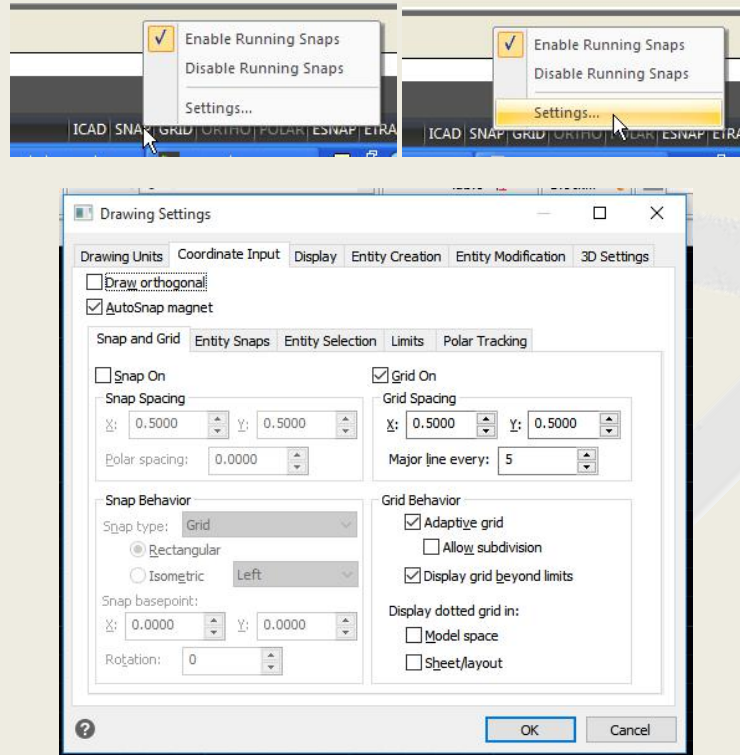 Enable Running Snaps
Disable Running Snaps
Settings...
ICAD SNAP GRID ORTHO POLAR ESNAP ETRA
Enable Running Snaps
Disable Running Snaps
Settings...
ICAD SNAP GRID ORTHO POLAR ESNAP ETRA
Drawing Settings
Drawing Units Coordinate Input Display Entity Creation Entity Modification 3D Settings
Draw orthogonal
AutoSnap magnet
Snap and Grid Entity Snaps Entity Selection Limits Polar Tracking
Snap On
Snap Spacing
X: 0.5000 Y: 0.5000
Polar spacing: 0.0000
Grid On
Grid Spacing
X: 0.5000 Y: 0.5000
Major line every: 5
Snap Behavior
Snap type: Grid
Rectangular
Isometric Left
Snap basepoint:
X: 0.0000 Y: 0.0000
Rotation: 0
Grid Behavior
Adaptive grid
Allow subdivision
Display grid beyond limits
Display dotted grid in:
Model space
Sheet/layout
? OK Cancel